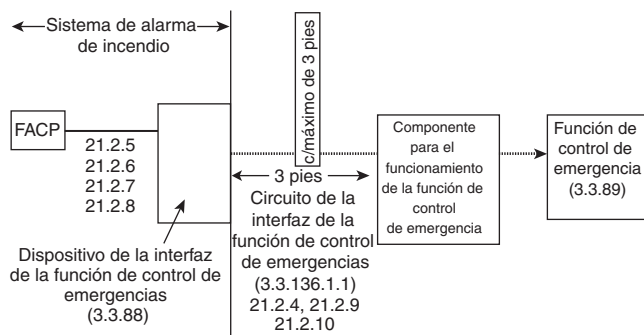 Sistema de alarma
de incendio
FACP
21.2.5
21.2.6
21.2.7
21.2.8
Dispositivo de la interfaz
de la función de control de
emergencias
(3.3.88)
c/máximo de 3 pies
3 pies
Circuito de la
interfaz de la
función de control
de emergencias
(3.3.136.1.1)
21.2.4, 21.2.9
21.2.10
Componente
para el
funcionamiento
de la función de
control
de emergencia
Función de
control de
emergencia
(3.3.89)